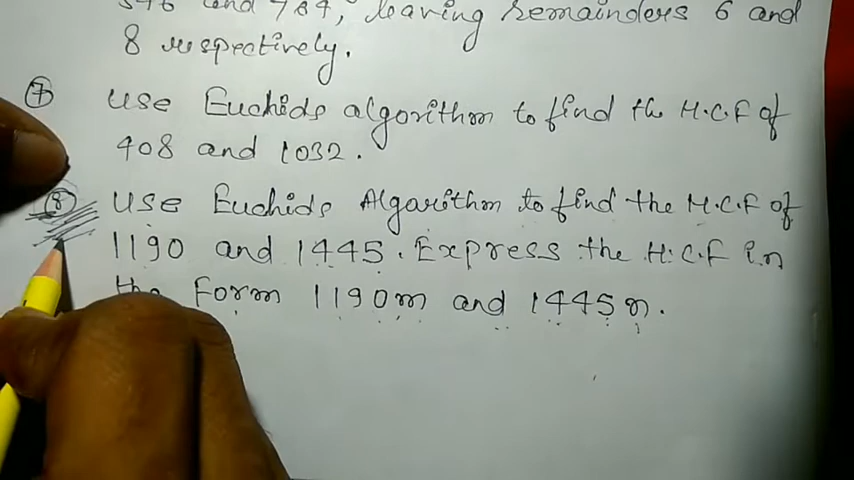 and 784, leaving remainders 6 and
8 respectively.
7 Use Euclids algorithm to find the H.C.F of
408 and 1032.
8 Use Euclids Algorithm to find the H.C.F of
1190 and 1445. Express the H.C.F in
the form 1190m and 1445n.